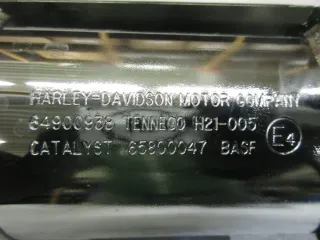 HARLEY-DAVIDSON MOTOR COMPANY
64900938 TENNECO H21-005
CATALYST 65800047 BASF E4